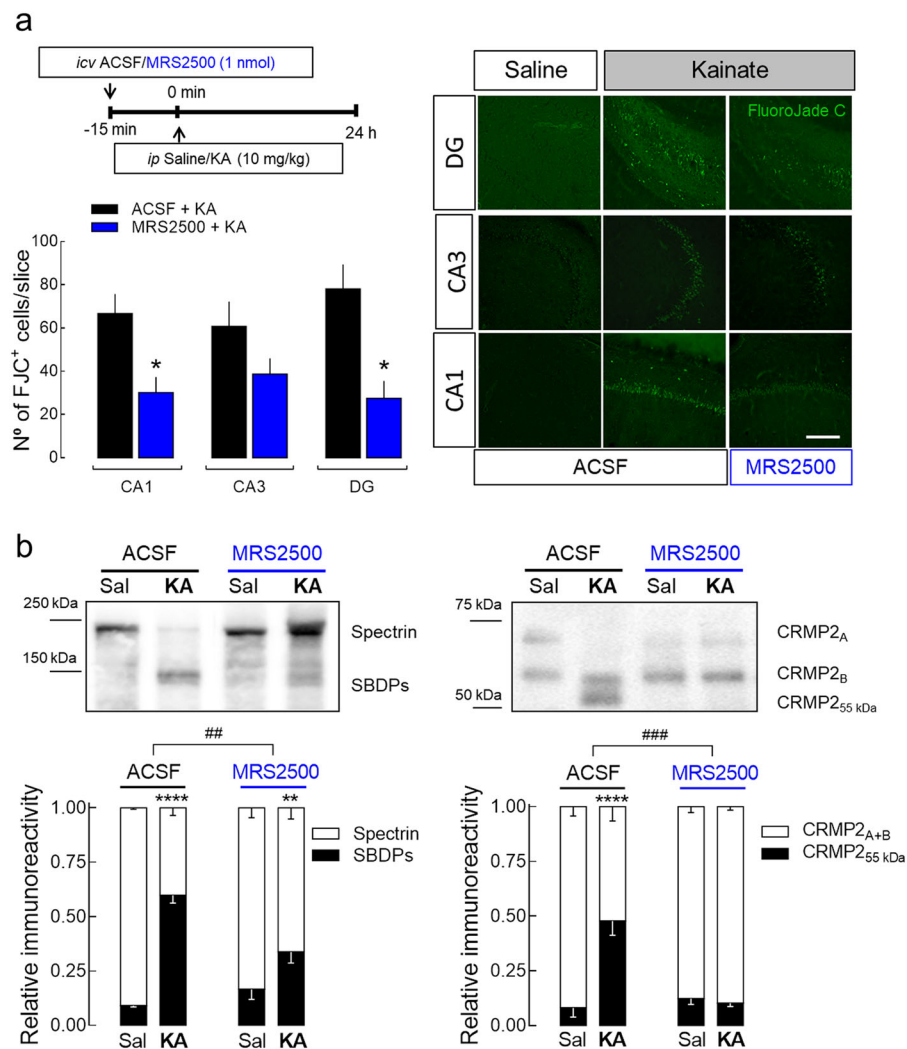 a
icv ACSF/MRS2500 (1 nmol)
0 min
-15 min
24 h
ip Saline/KA (10 mg/kg)
ACSF + KA
MRS2500 + KA
Nº of FJC⁺ cells/slice
100
80
60
40
20
0
*
*
CA1
CA3
DG
Saline
Kainate
FluoroJade C
DG
CA3
CA1
ACSF
MRS2500
b
ACSF
MRS2500
Sal
KA
Sal
KA
250 kDa
150 kDa
Spectrin
SBDPs
ACSF
MRS2500
Sal
KA
Sal
KA
75 kDa
50 kDa
CRMP2A
CRMP2B
CRMP255 kDa
##
ACSF
MRS2500
****
**
Relative immunoreactivity
1.00
0.75
0.50
0.25
0.00
Spectrin
SBDPs
Sal
KA
Sal
KA
###
ACSF
MRS2500
****
Relative immunoreactivity
1.00
0.75
0.50
0.25
0.00
CRMP2A+B
CRMP255 kDa
Sal
KA
Sal
KA